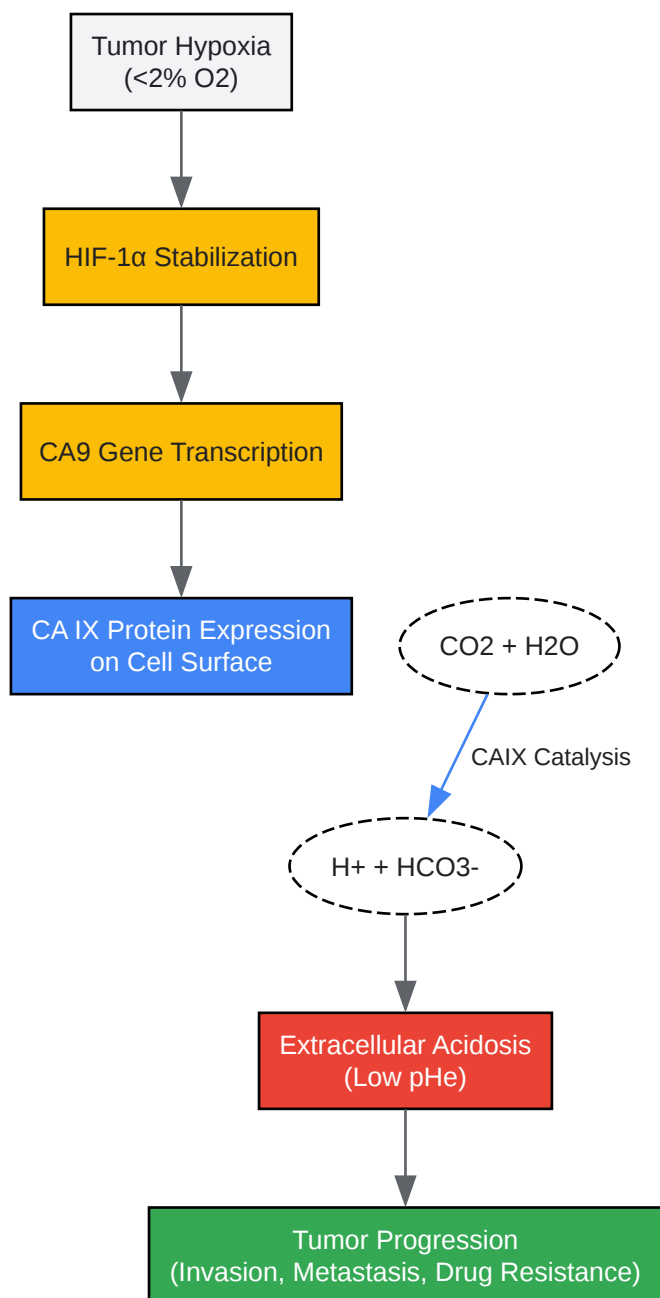 Tumor Hypoxia
(<2% O2)
HIF-1α Stabilization
CA9 Gene Transcription
CA IX Protein Expression
on Cell Surface
CO2 + H2O
CAIX Catalysis
H+ + HCO3-
Extracellular Acidosis
(Low pHe)
Tumor Progression
(Invasion, Metastasis, Drug Resistance)